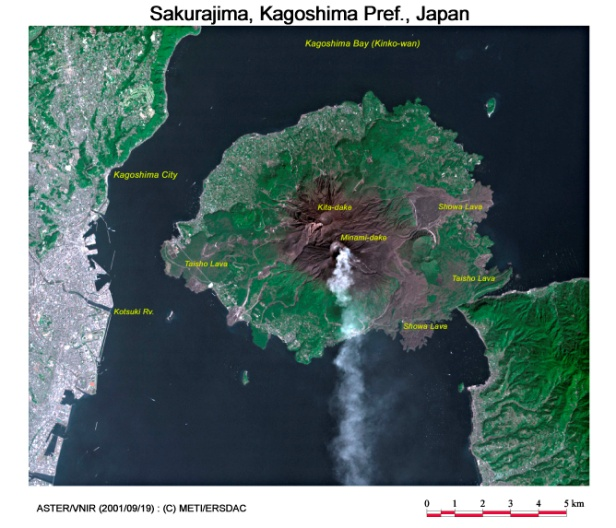 Sakurajima, Kagoshima Pref., Japan
Kagoshima Bay (Kinko-wan)
Kagoshima City
Kita-dake
Showa Lava
Minami-dake
Taisho Lava
Taisho Lava
Kotsuki Rv.
Showa Lava
ASTER/VNIR (2001/09/19) : (C) METI/ERSDAC
0 1 2 3 4 5 km